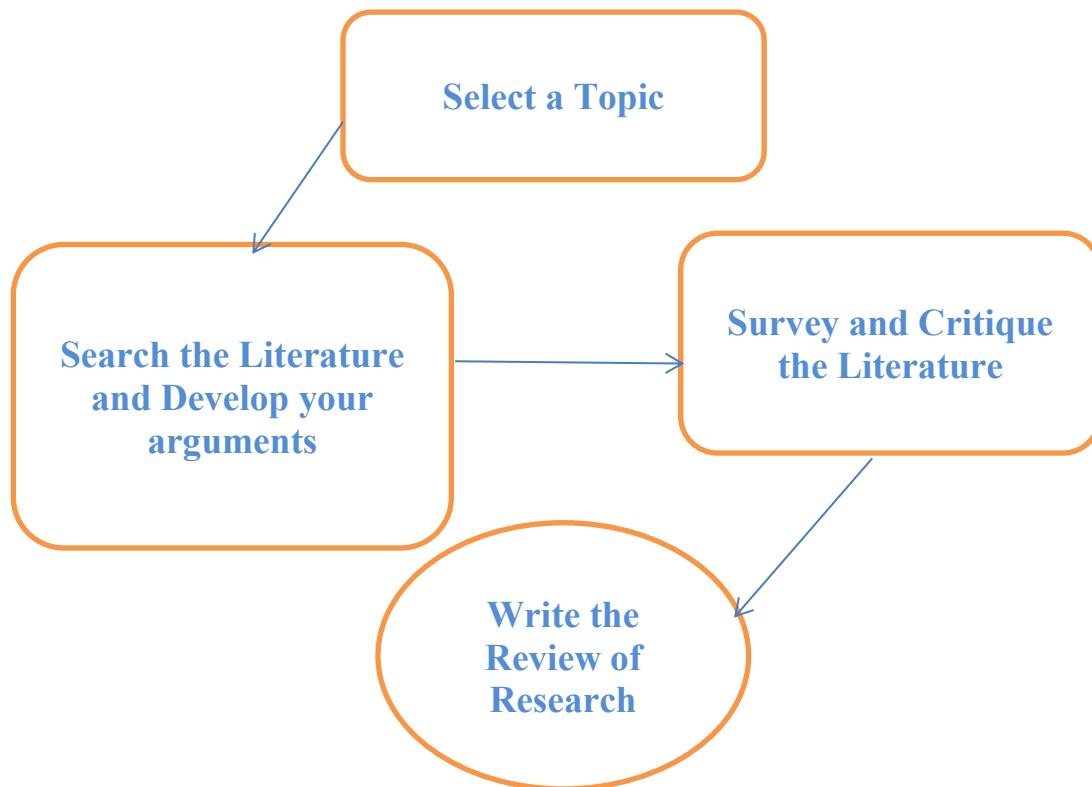 Select a Topic
Search the Literature
and Develop your
arguments
Survey and Critique
the Literature
Write the
Review of
Research